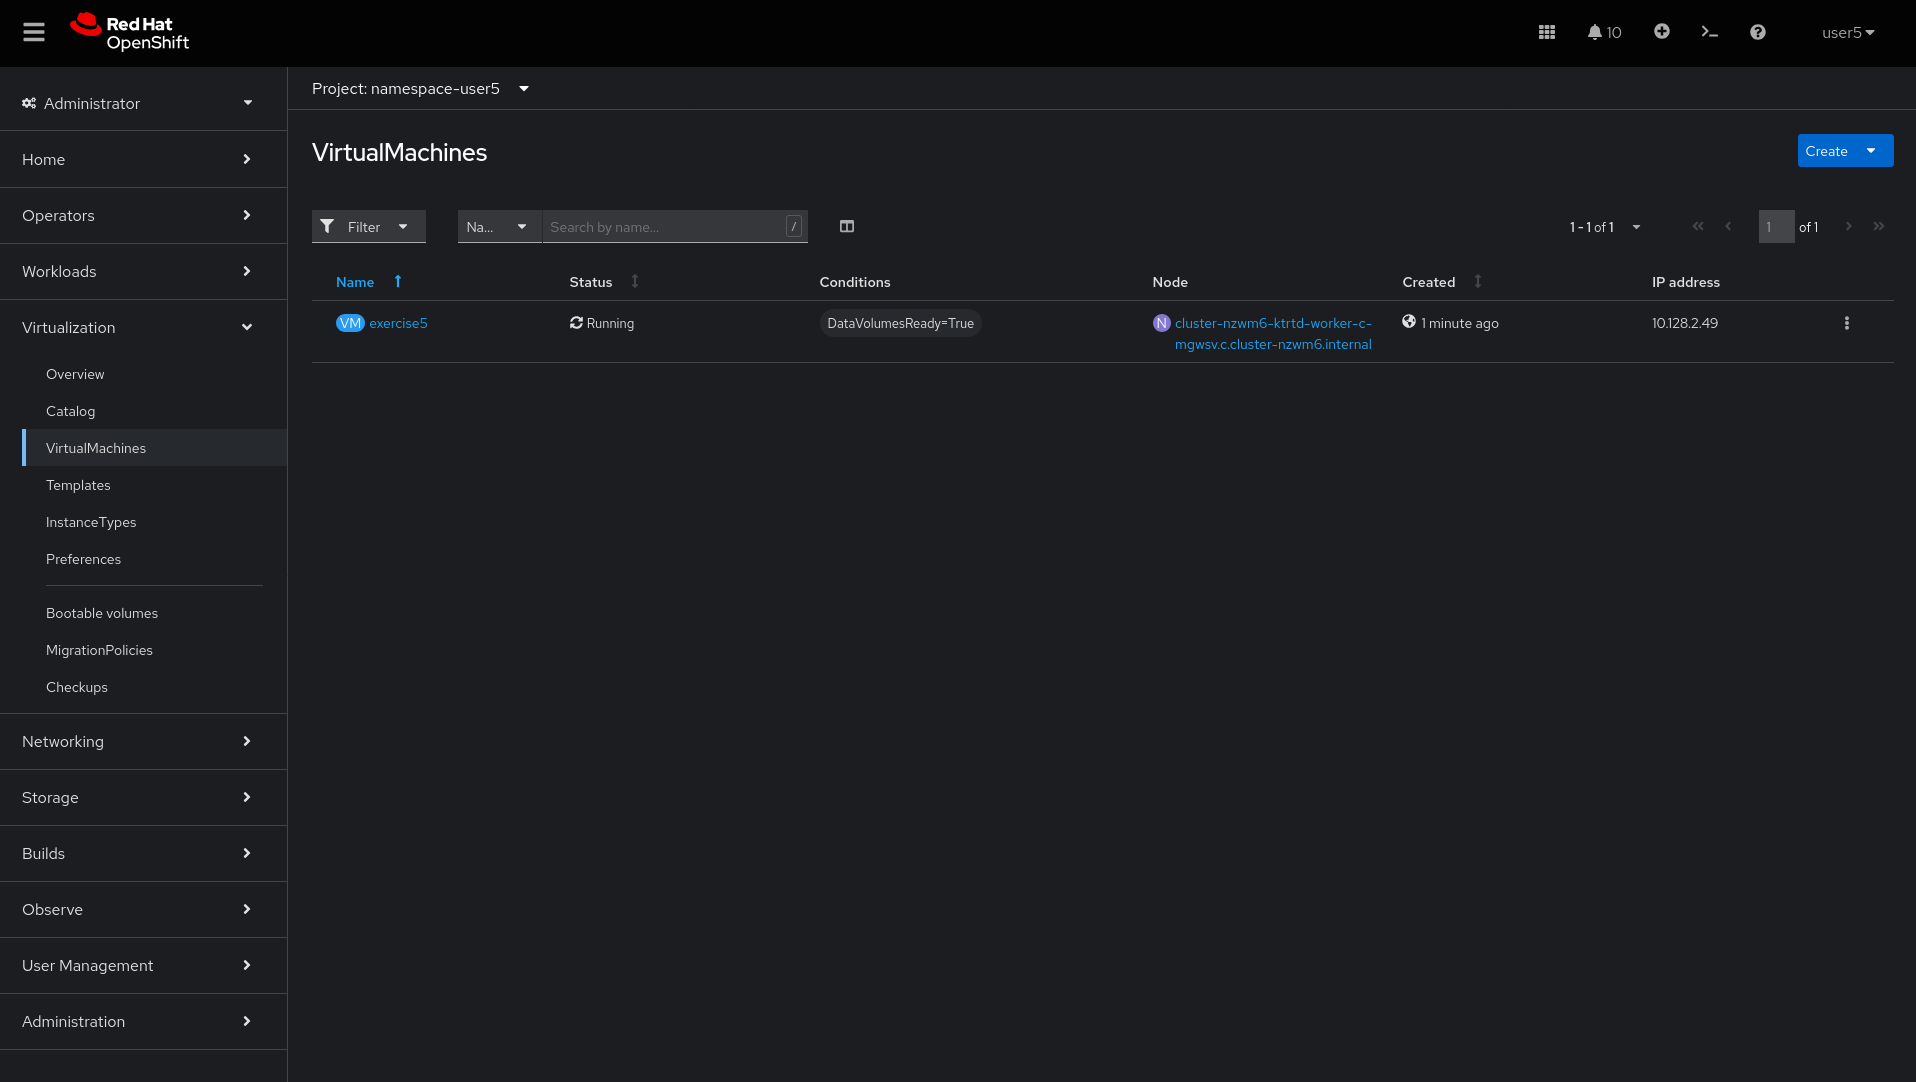 Red Hat
OpenShift
10
user5
Administrator
Home
Operators
Workloads
Virtualization
Overview
Catalog
VirtualMachines
Templates
InstanceTypes
Preferences
Bootable volumes
MigrationPolicies
Checkups
Networking
Storage
Builds
Observe
User Management
Administration
Project: namespace-user5
VirtualMachines
Create
Filter
Na...
Search by name...
/
1 - 1 of 1
1
of 1
Name
Status
Conditions
Node
Created
IP address
VM exercise5
Running
DataVolumesReady=True
N cluster-nzwm6-ktrtd-worker-c-
mgwsv.c.cluster-nzwm6.internal
1 minute ago
10.128.2.49